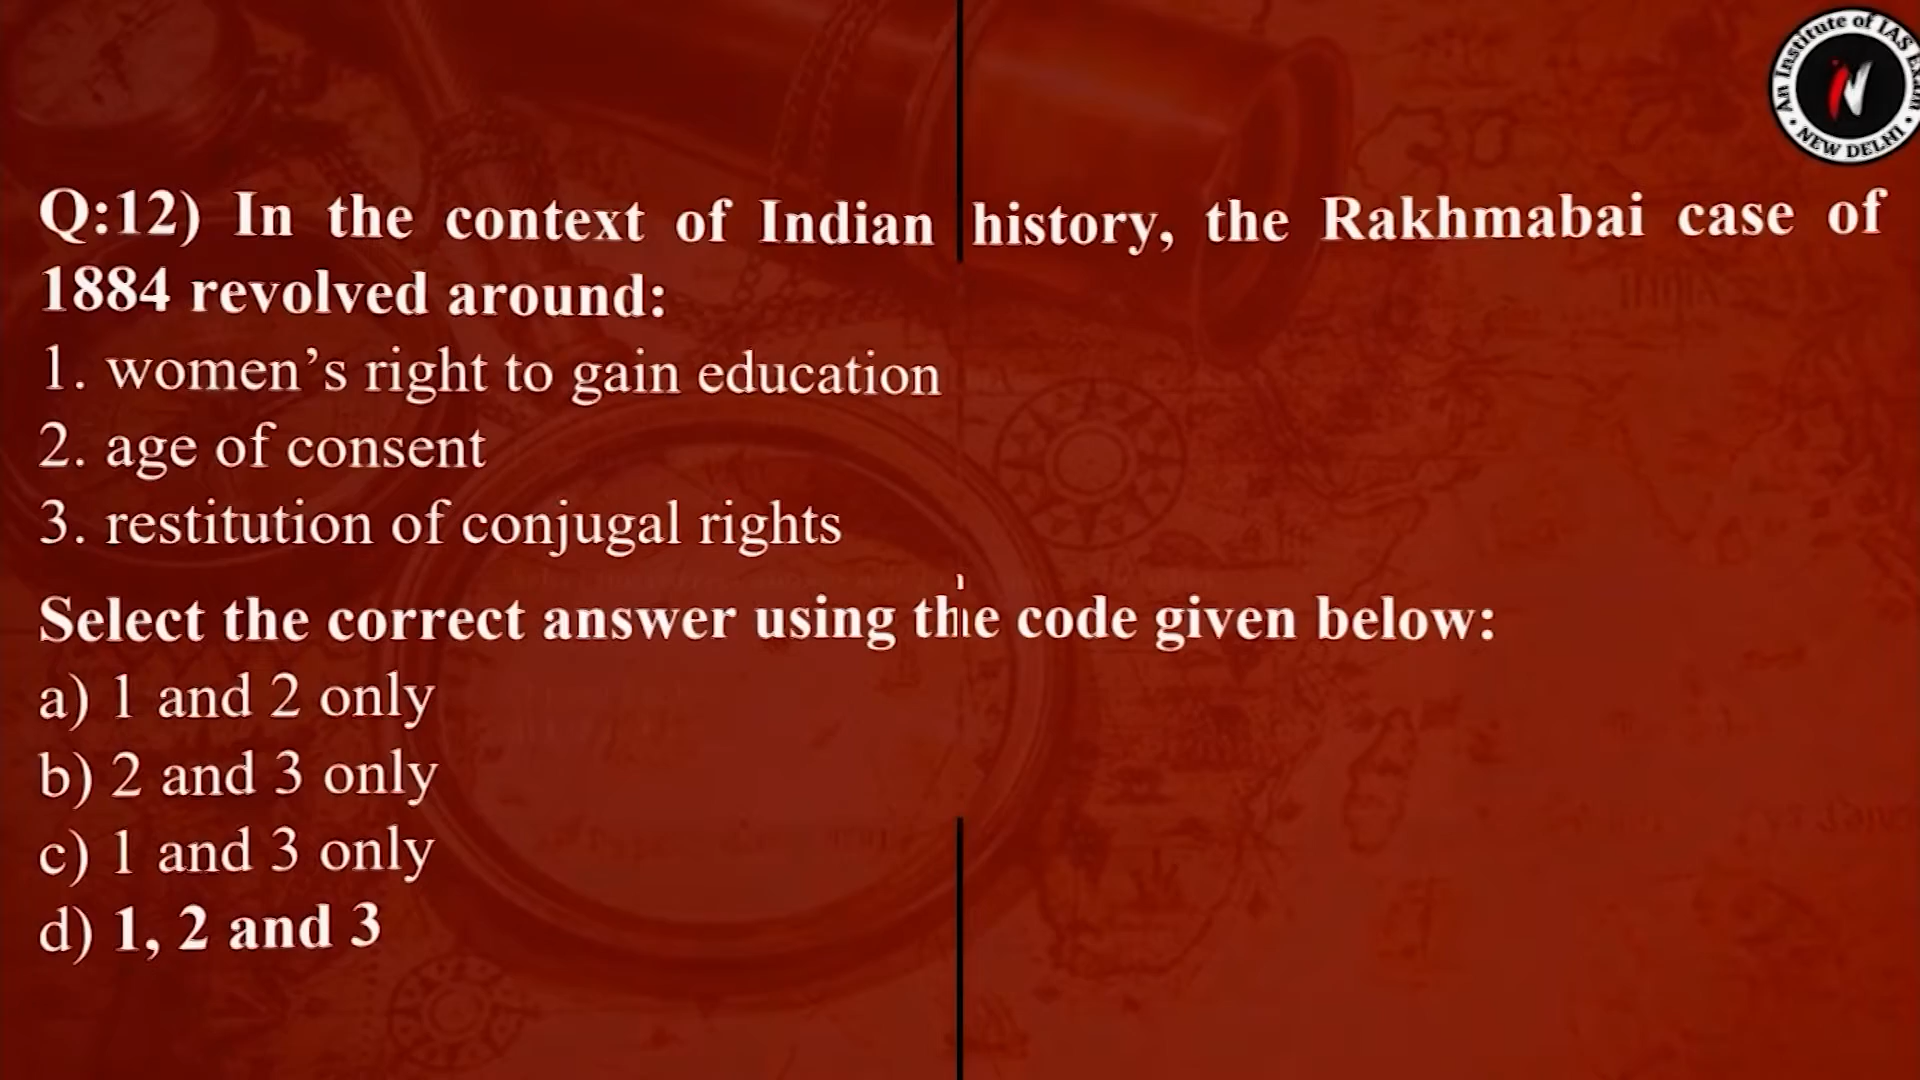 An Institute of IAS Exam
NEW DELHI
Q:12) In the context of Indian history, the Rakhmabai case of
1884 revolved around:
1. women's right to gain education
2. age of consent
3. restitution of conjugal rights
Select the correct answer using the code given below:
a) 1 and 2 only
b) 2 and 3 only
c) 1 and 3 only
d) 1, 2 and 3